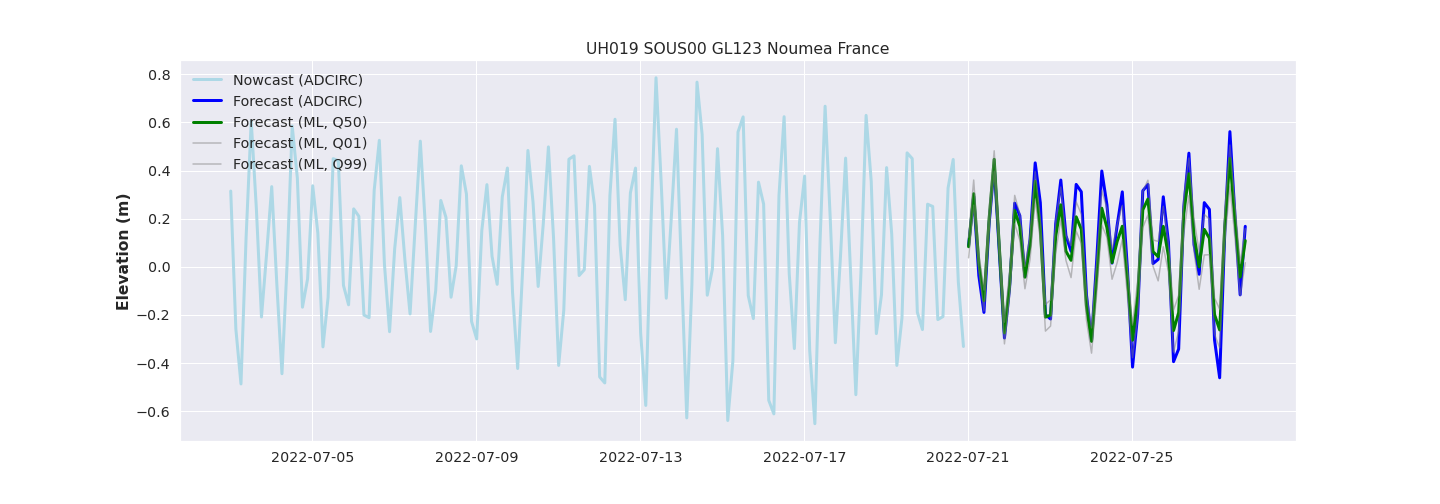 UH019 SOUS00 GL123 Noumea France
Elevation (m)
0.8
0.6
0.4
0.2
0.0
−0.2
−0.4
−0.6
Nowcast (ADCIRC)
Forecast (ADCIRC)
Forecast (ML, Q50)
Forecast (ML, Q01)
Forecast (ML, Q99)
2022-07-05
2022-07-09
2022-07-13
2022-07-17
2022-07-21
2022-07-25